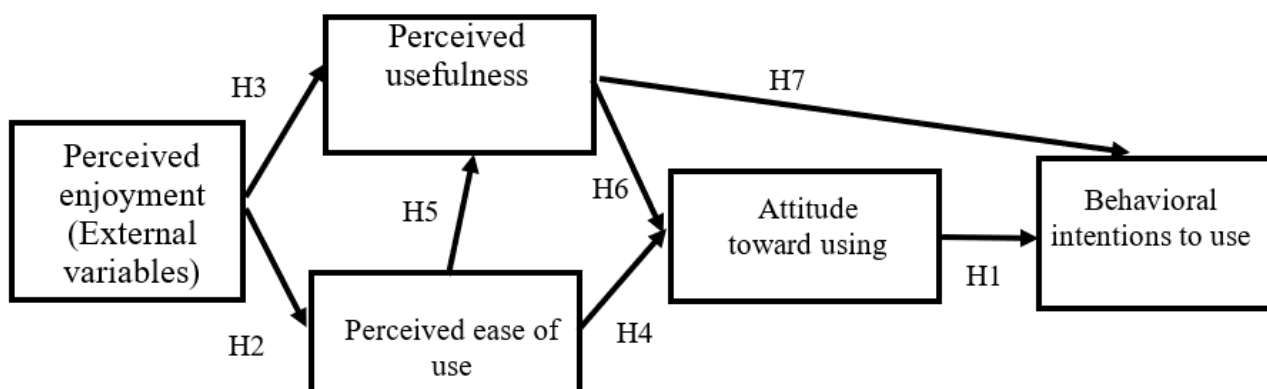 Perceived
usefulness
H7
H3
Perceived
enjoyment
(External
variables)
H5
H6
Attitude
toward using
Behavioral
intentions to use
H1
H2
Perceived ease of
use
H4